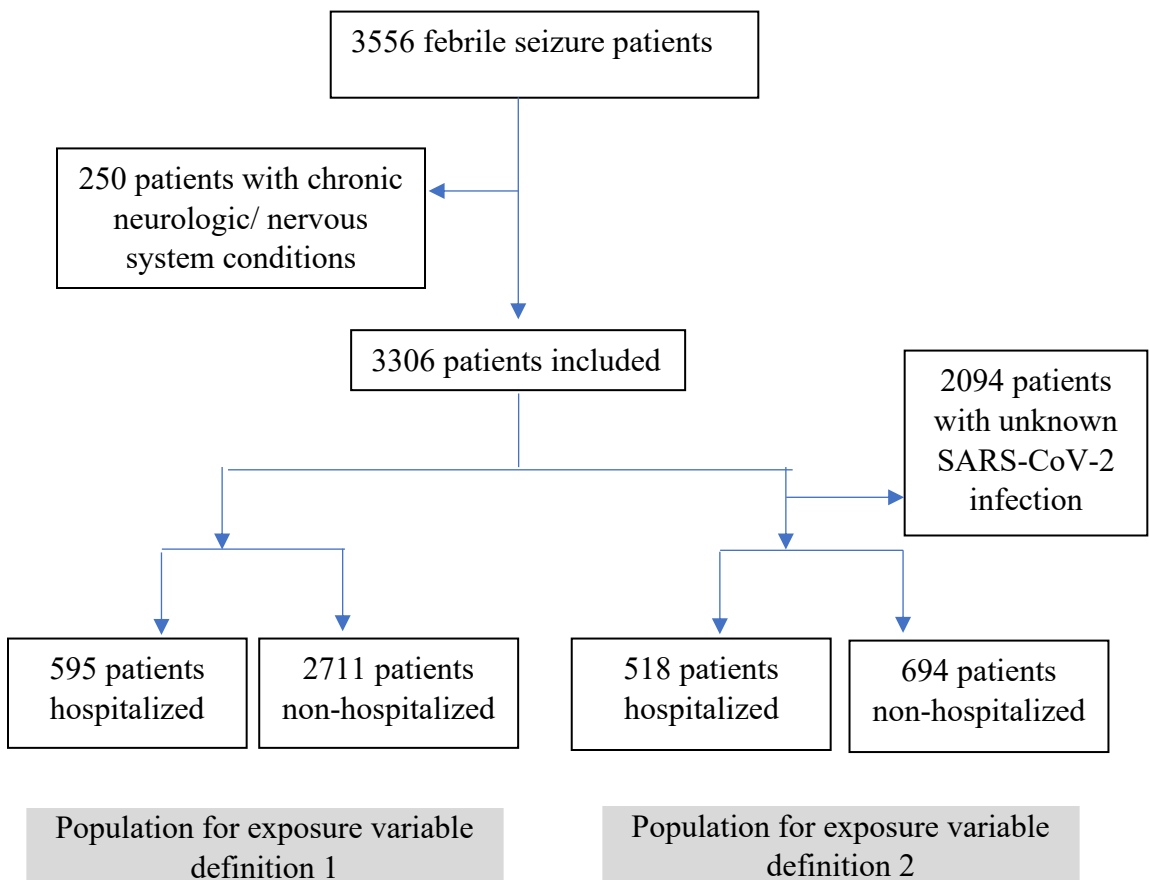 3556 febrile seizure patients
250 patients with chronic
neurologic/ nervous
system conditions
3306 patients included
2094 patients
with unknown
SARS-CoV-2
infection
595 patients
hospitalized
2711 patients
non-hospitalized
518 patients
hospitalized
694 patients
non-hospitalized
Population for exposure variable
definition 1
Population for exposure variable
definition 2